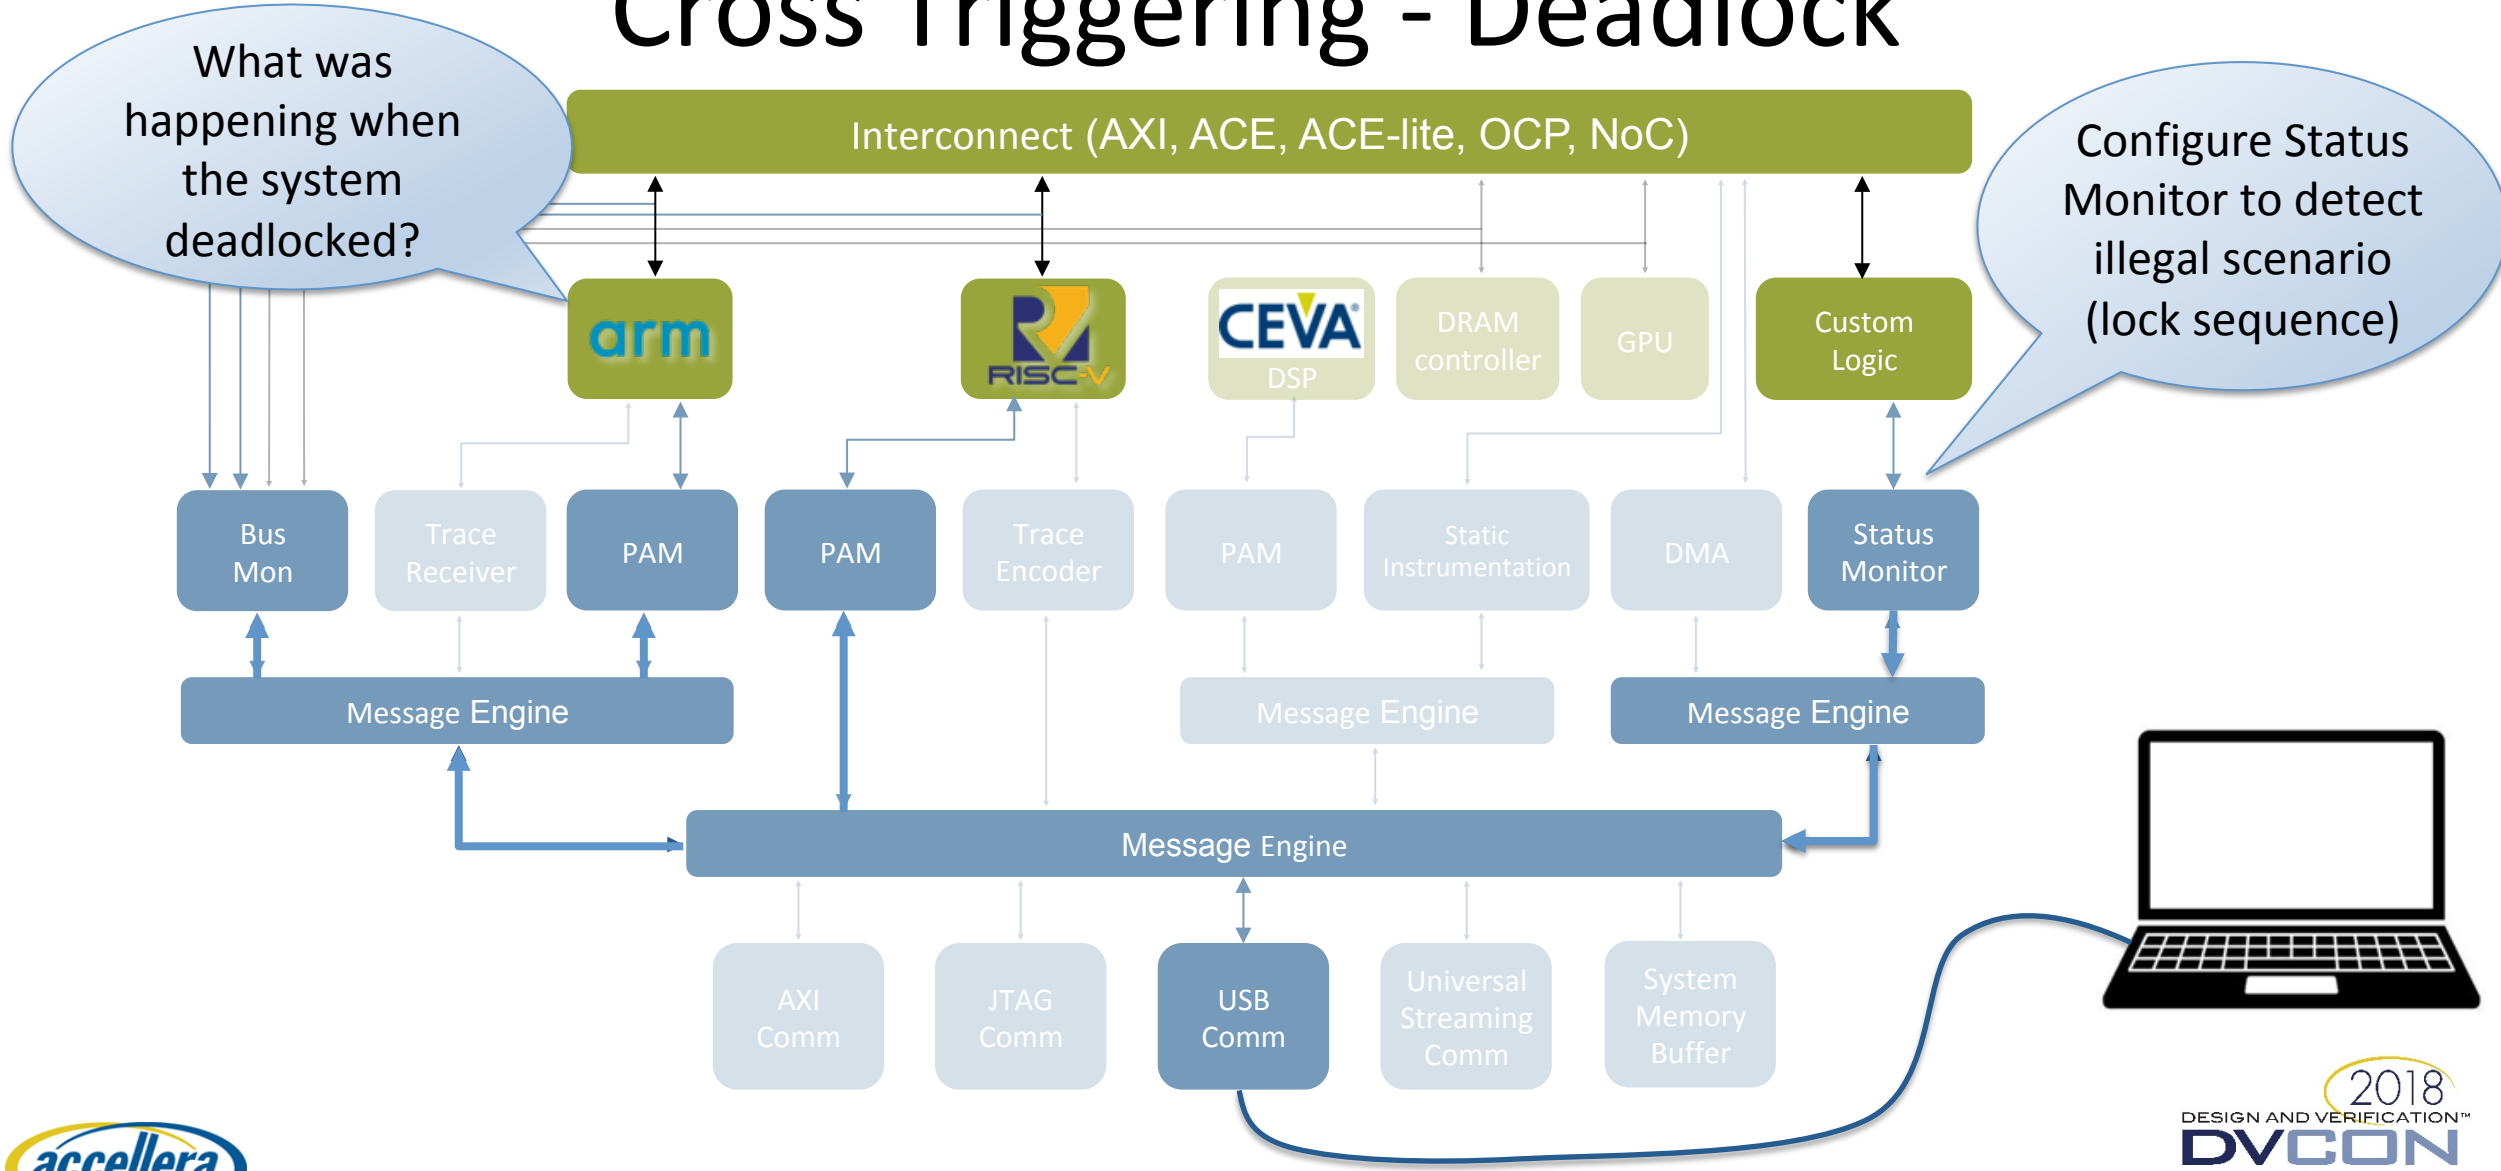 Cross Triggering - Deadlock
What was
happening when
the system
deadlocked?
Interconnect (AXI, ACE, ACE-lite, OCP, NoC)
Configure Status
Monitor to detect
illegal scenario
(lock sequence)
arm
RISC-V
CEVA®
DSP
DRAM
controller
GPU
Custom
Logic
Bus
Mon
Trace
Receiver
PAM
PAM
Trace
Encoder
PAM
Static
Instrumentation
DMA
Status
Monitor
Message Engine
Message Engine
Message Engine
Message Engine
AXI
Comm
JTAG
Comm
USB
Comm
Universal
Streaming
Comm
System
Memory
Buffer
accellera
2018
DESIGN AND VERIFICATION™
DVCON